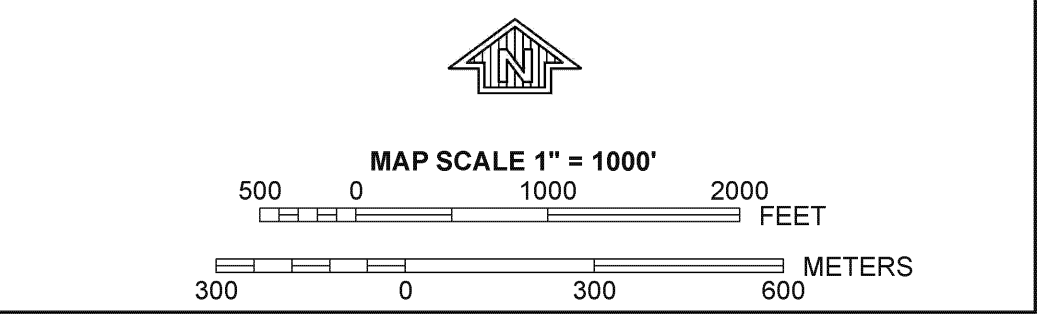 N
MAP SCALE 1" = 1000'
500 0 1000 2000
FEET
METERS
300 0 300 600